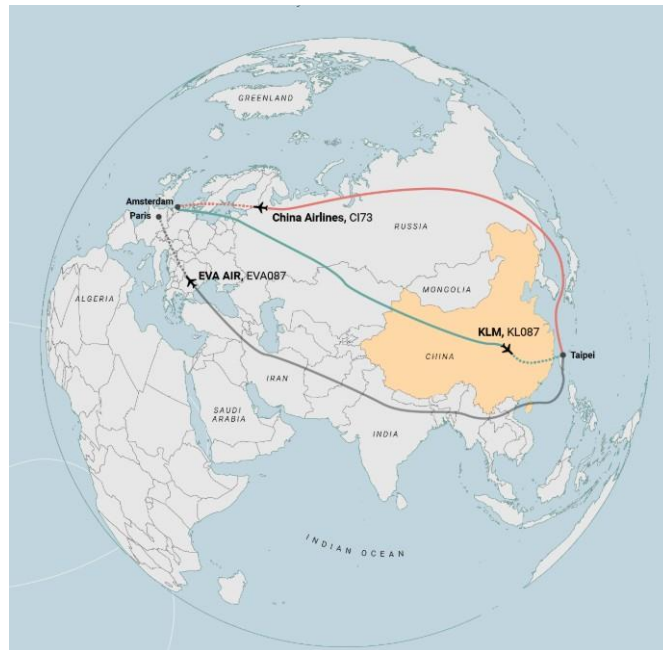 GREENLAND
Amsterdam
Paris
China Airlines, CI73
RUSSIA
EVA AIR, EVA087
MONGOLIA
ALGERIA
KLM, KL087
CHINA
Taipei
IRAN
SAUDI
ARABIA
INDIA
INDIAN OCEAN